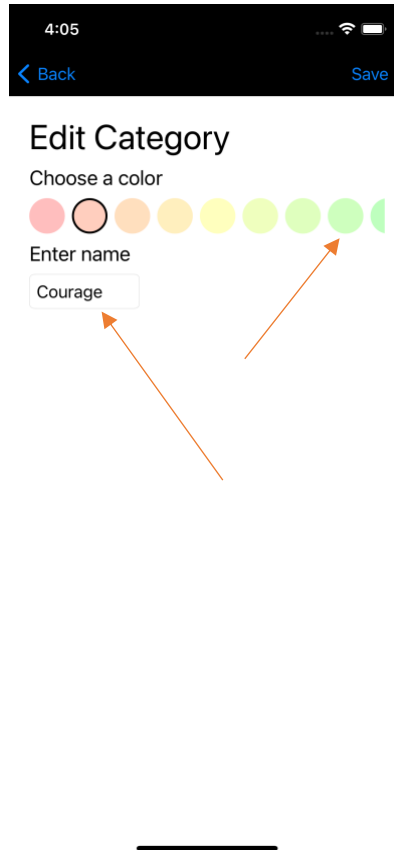 4:05
Back Save
Edit Category
Choose a color
Enter name
Courage